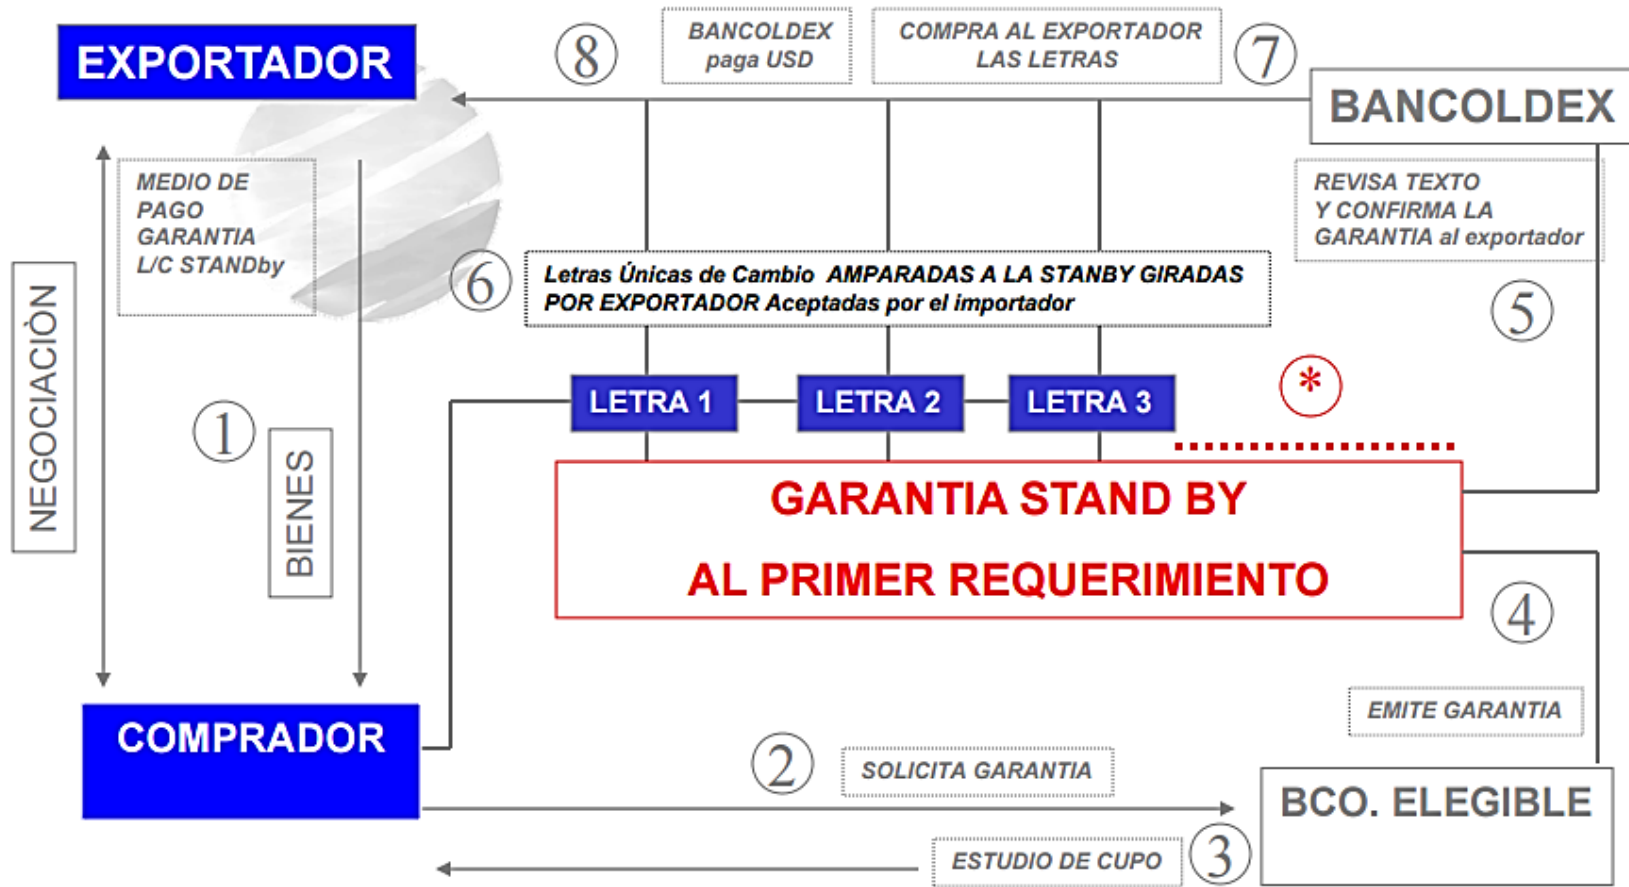 EXPORTADOR
8
BANCOLDEX
paga USD
COMPRA AL EXPORTADOR
LAS LETRAS
7
BANCOLDEX
MEDIO DE
PAGO
GARANTIA
L/C STANDby
REVISA TEXTO
Y CONFIRMA LA
GARANTIA al exportador
6
Letras Únicas de Cambio AMPARADAS A LA STANBY GIRADAS
POR EXPORTADOR Aceptadas por el importador
5
NEGOCIACIÒN
1
BIENES
LETRA 1
LETRA 2
LETRA 3
*
GARANTIA STAND BY
AL PRIMER REQUERIMIENTO
4
EMITE GARANTIA
COMPRADOR
2
SOLICITA GARANTIA
BCO. ELEGIBLE
ESTUDIO DE CUPO
3